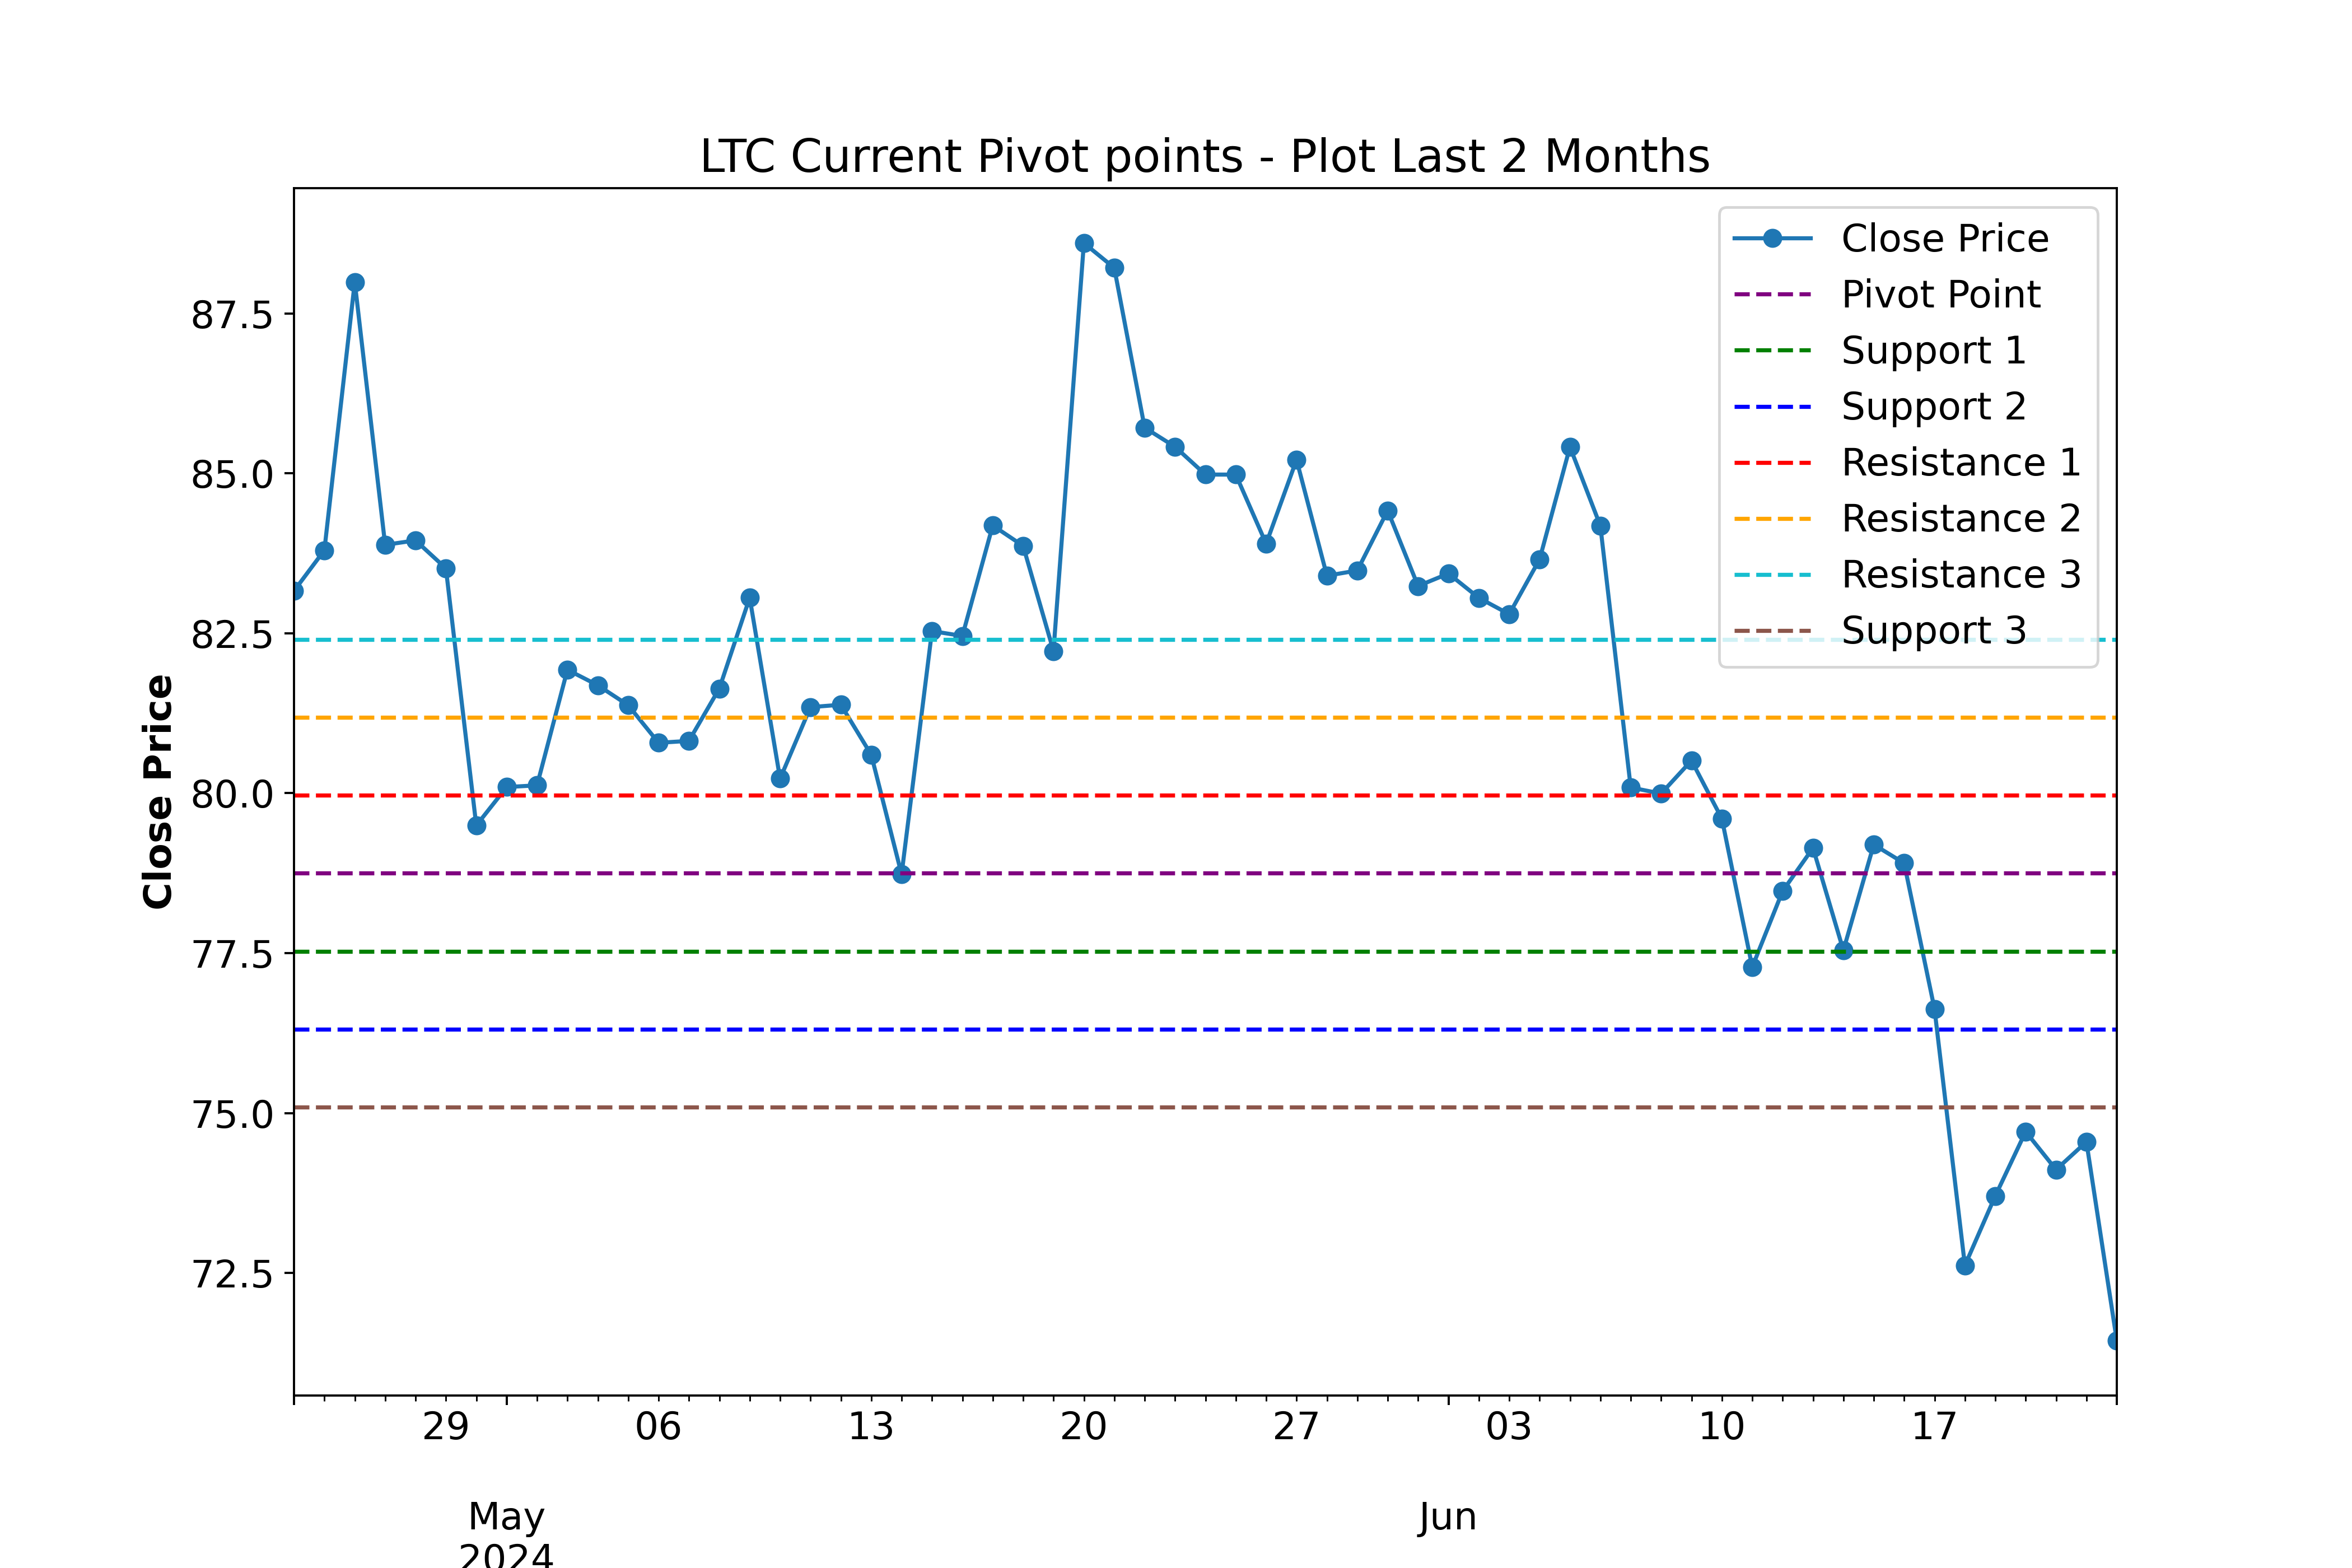 LTC Current Pivot points - Plot Last 2 Months
Close Price
87.5
85.0
82.5
80.0
77.5
75.0
72.5
Close Price
Pivot Point
Support 1
Support 2
Resistance 1
Resistance 2
Resistance 3
Support 3
29 06 13 20 27 03 10 17
May Jun
2024